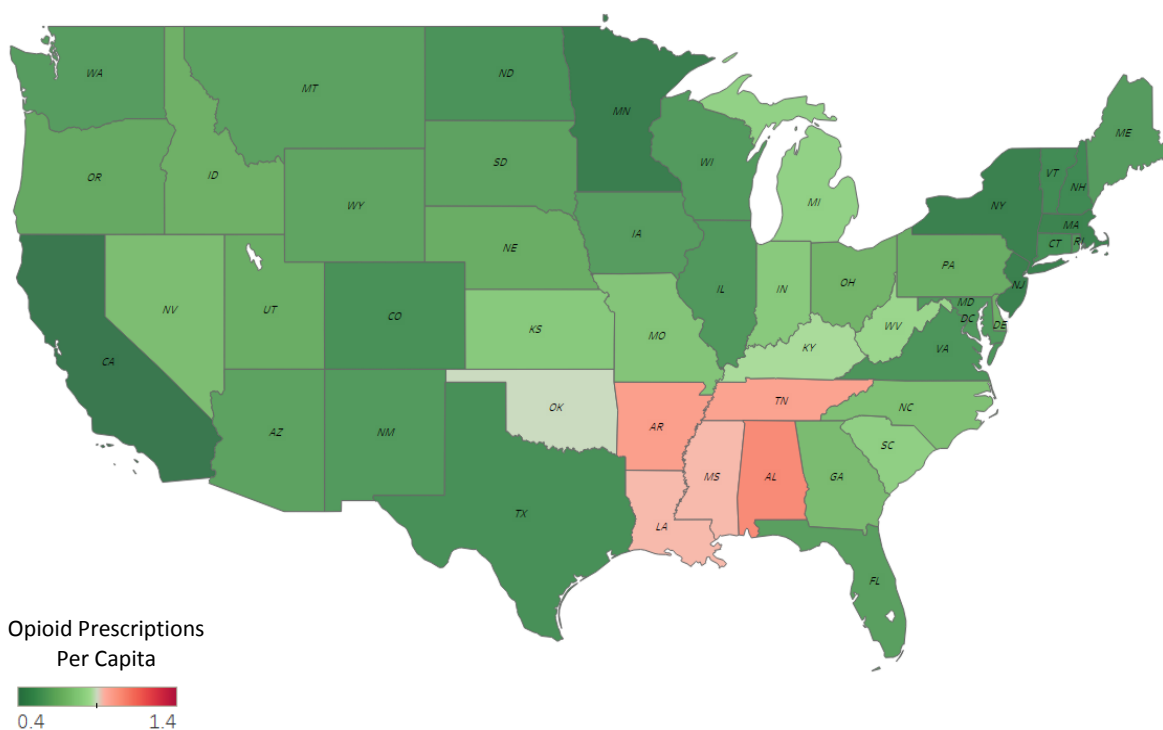 WA
MT
ND
MN
ME
OR
ID
SD
WI
VT
NH
WY
MI
NY
MA
CT
RI
NE
IA
PA
NV
UT
CO
IL
IN
OH
NJ
MD
DC
DE
KS
MO
WV
VA
CA
KY
AZ
NM
OK
AR
TN
NC
SC
MS
AL
GA
TX
LA
FL
Opioid Prescriptions
Per Capita
0.4 1.4